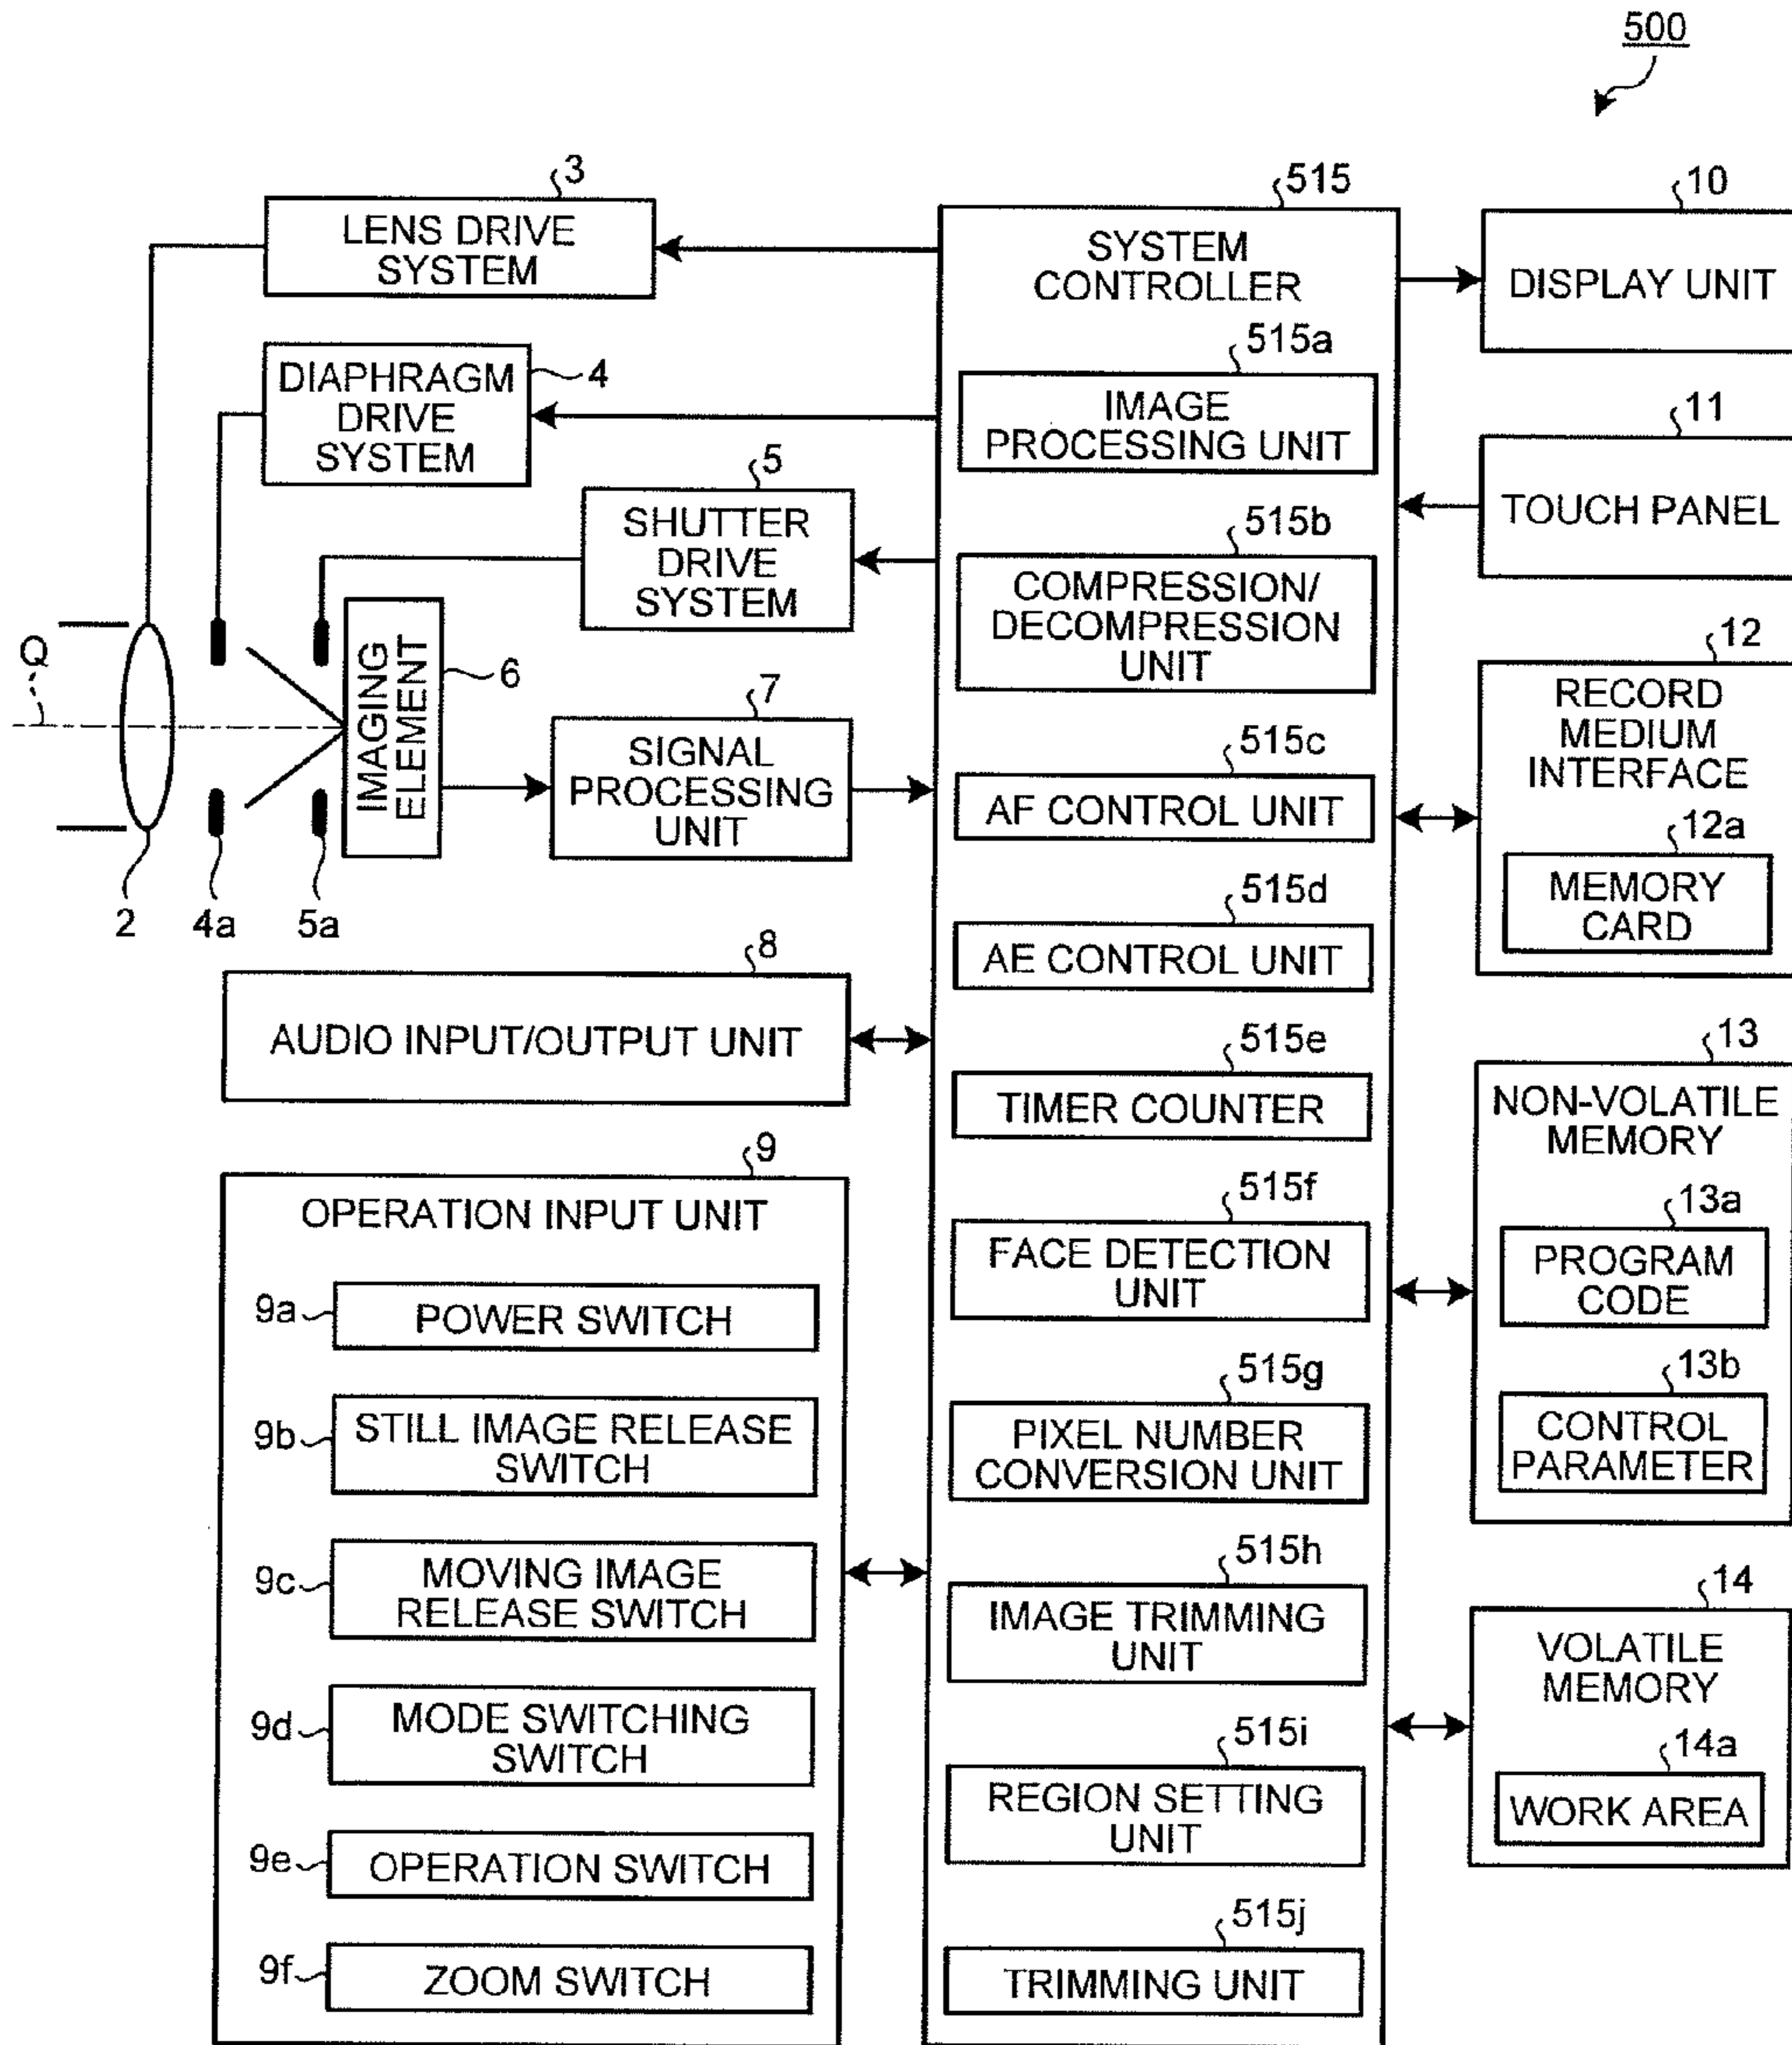 500
3
LENS DRIVE
SYSTEM
DIAPHRAGM
DRIVE
SYSTEM
4
5
SHUTTER
DRIVE
SYSTEM
Q
IMAGING
ELEMENT
6
7
SIGNAL
PROCESSING
UNIT
2
4a
5a
8
AUDIO INPUT/OUTPUT UNIT
9
OPERATION INPUT UNIT
9a
POWER SWITCH
9b
STILL IMAGE RELEASE
SWITCH
9c
MOVING IMAGE
RELEASE SWITCH
9d
MODE SWITCHING
SWITCH
9e
OPERATION SWITCH
9f
ZOOM SWITCH
515
SYSTEM
CONTROLLER
515a
IMAGE
PROCESSING UNIT
515b
COMPRESSION/
DECOMPRESSION
UNIT
515c
AF CONTROL UNIT
515d
AE CONTROL UNIT
515e
TIMER COUNTER
515f
FACE DETECTION
UNIT
515g
PIXEL NUMBER
CONVERSION UNIT
515h
IMAGE TRIMMING
UNIT
515i
REGION SETTING
UNIT
515j
TRIMMING UNIT
10
DISPLAY UNIT
11
TOUCH PANEL
12
RECORD
MEDIUM
INTERFACE
12a
MEMORY
CARD
13
NON-VOLATILE
MEMORY
13a
PROGRAM
CODE
13b
CONTROL
PARAMETER
14
VOLATILE
MEMORY
14a
WORK AREA